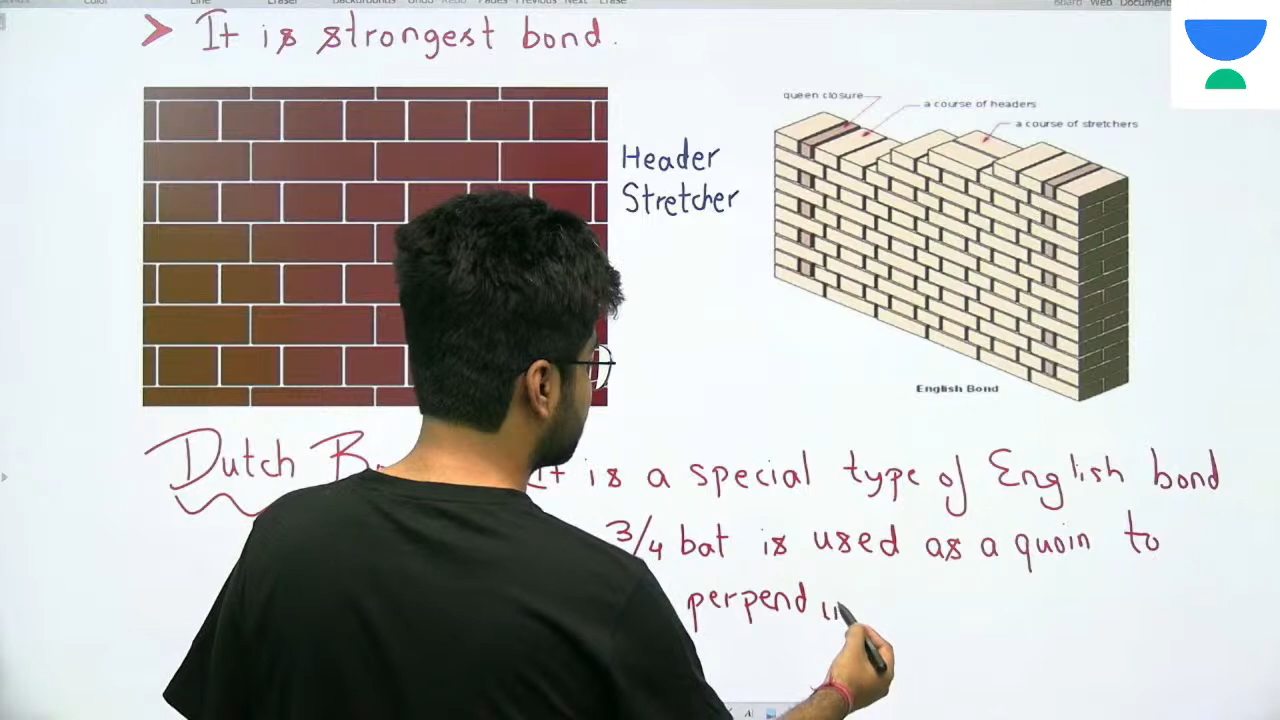 It is strongest bond.
queen closure
a course of headers
a course of stretchers
Header
Stretcher
English Bond
Dutch
It is a special type of English bond
3/4 bat is used as a quoin to
perpend